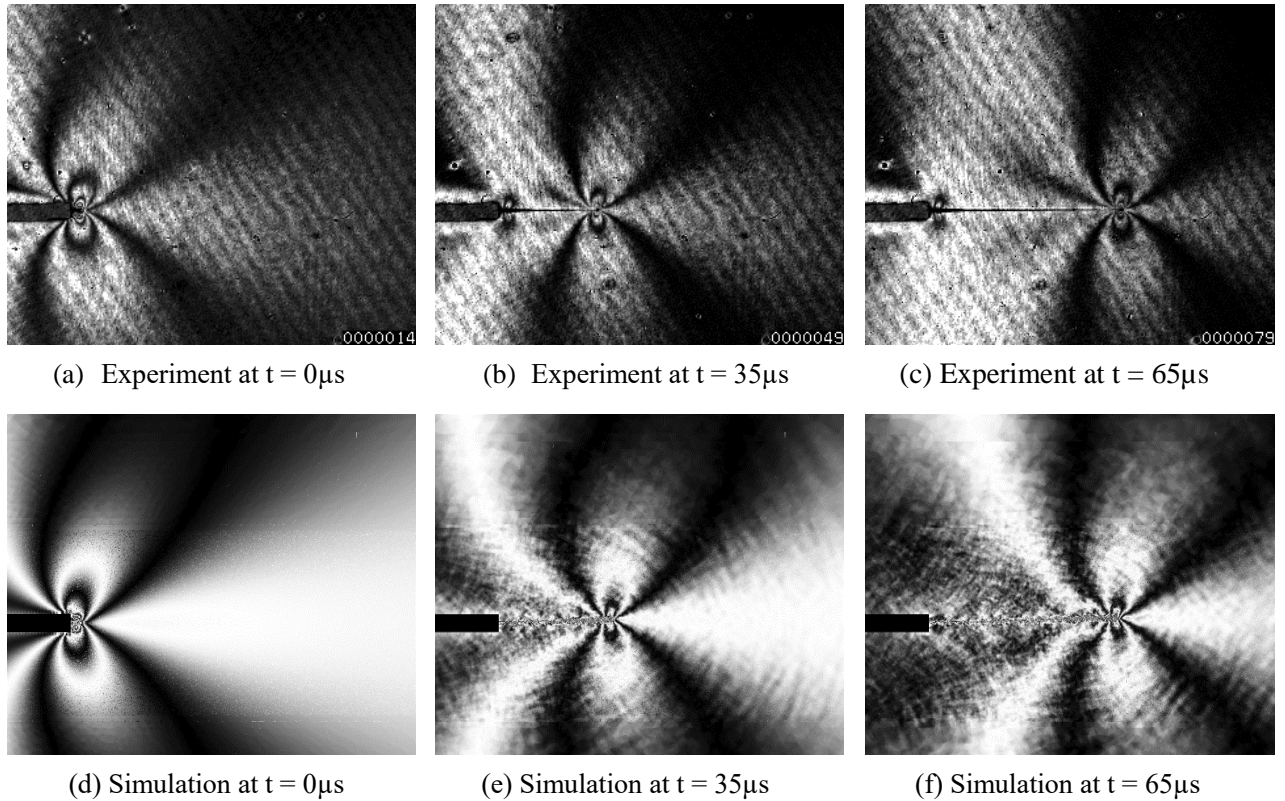 0000014
0000049
0000079
(a) Experiment at t = 0µs
(b) Experiment at t = 35µs
(c) Experiment at t = 65µs
(d) Simulation at t = 0µs
(e) Simulation at t = 35µs
(f) Simulation at t = 65µs